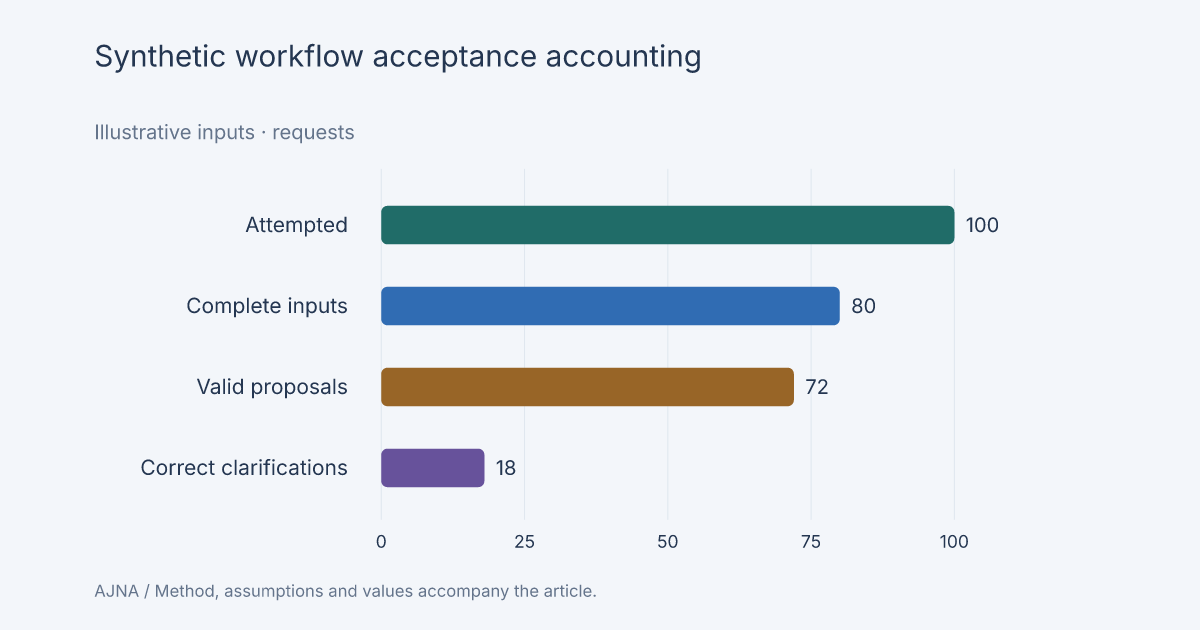 Synthetic workflow acceptance accounting
Illustrative inputs · requests
Attempted 100
Complete inputs 80
Valid proposals 72
Correct clarifications 18
0 25 50 75 100
AJNA / Method, assumptions and values accompany the article.